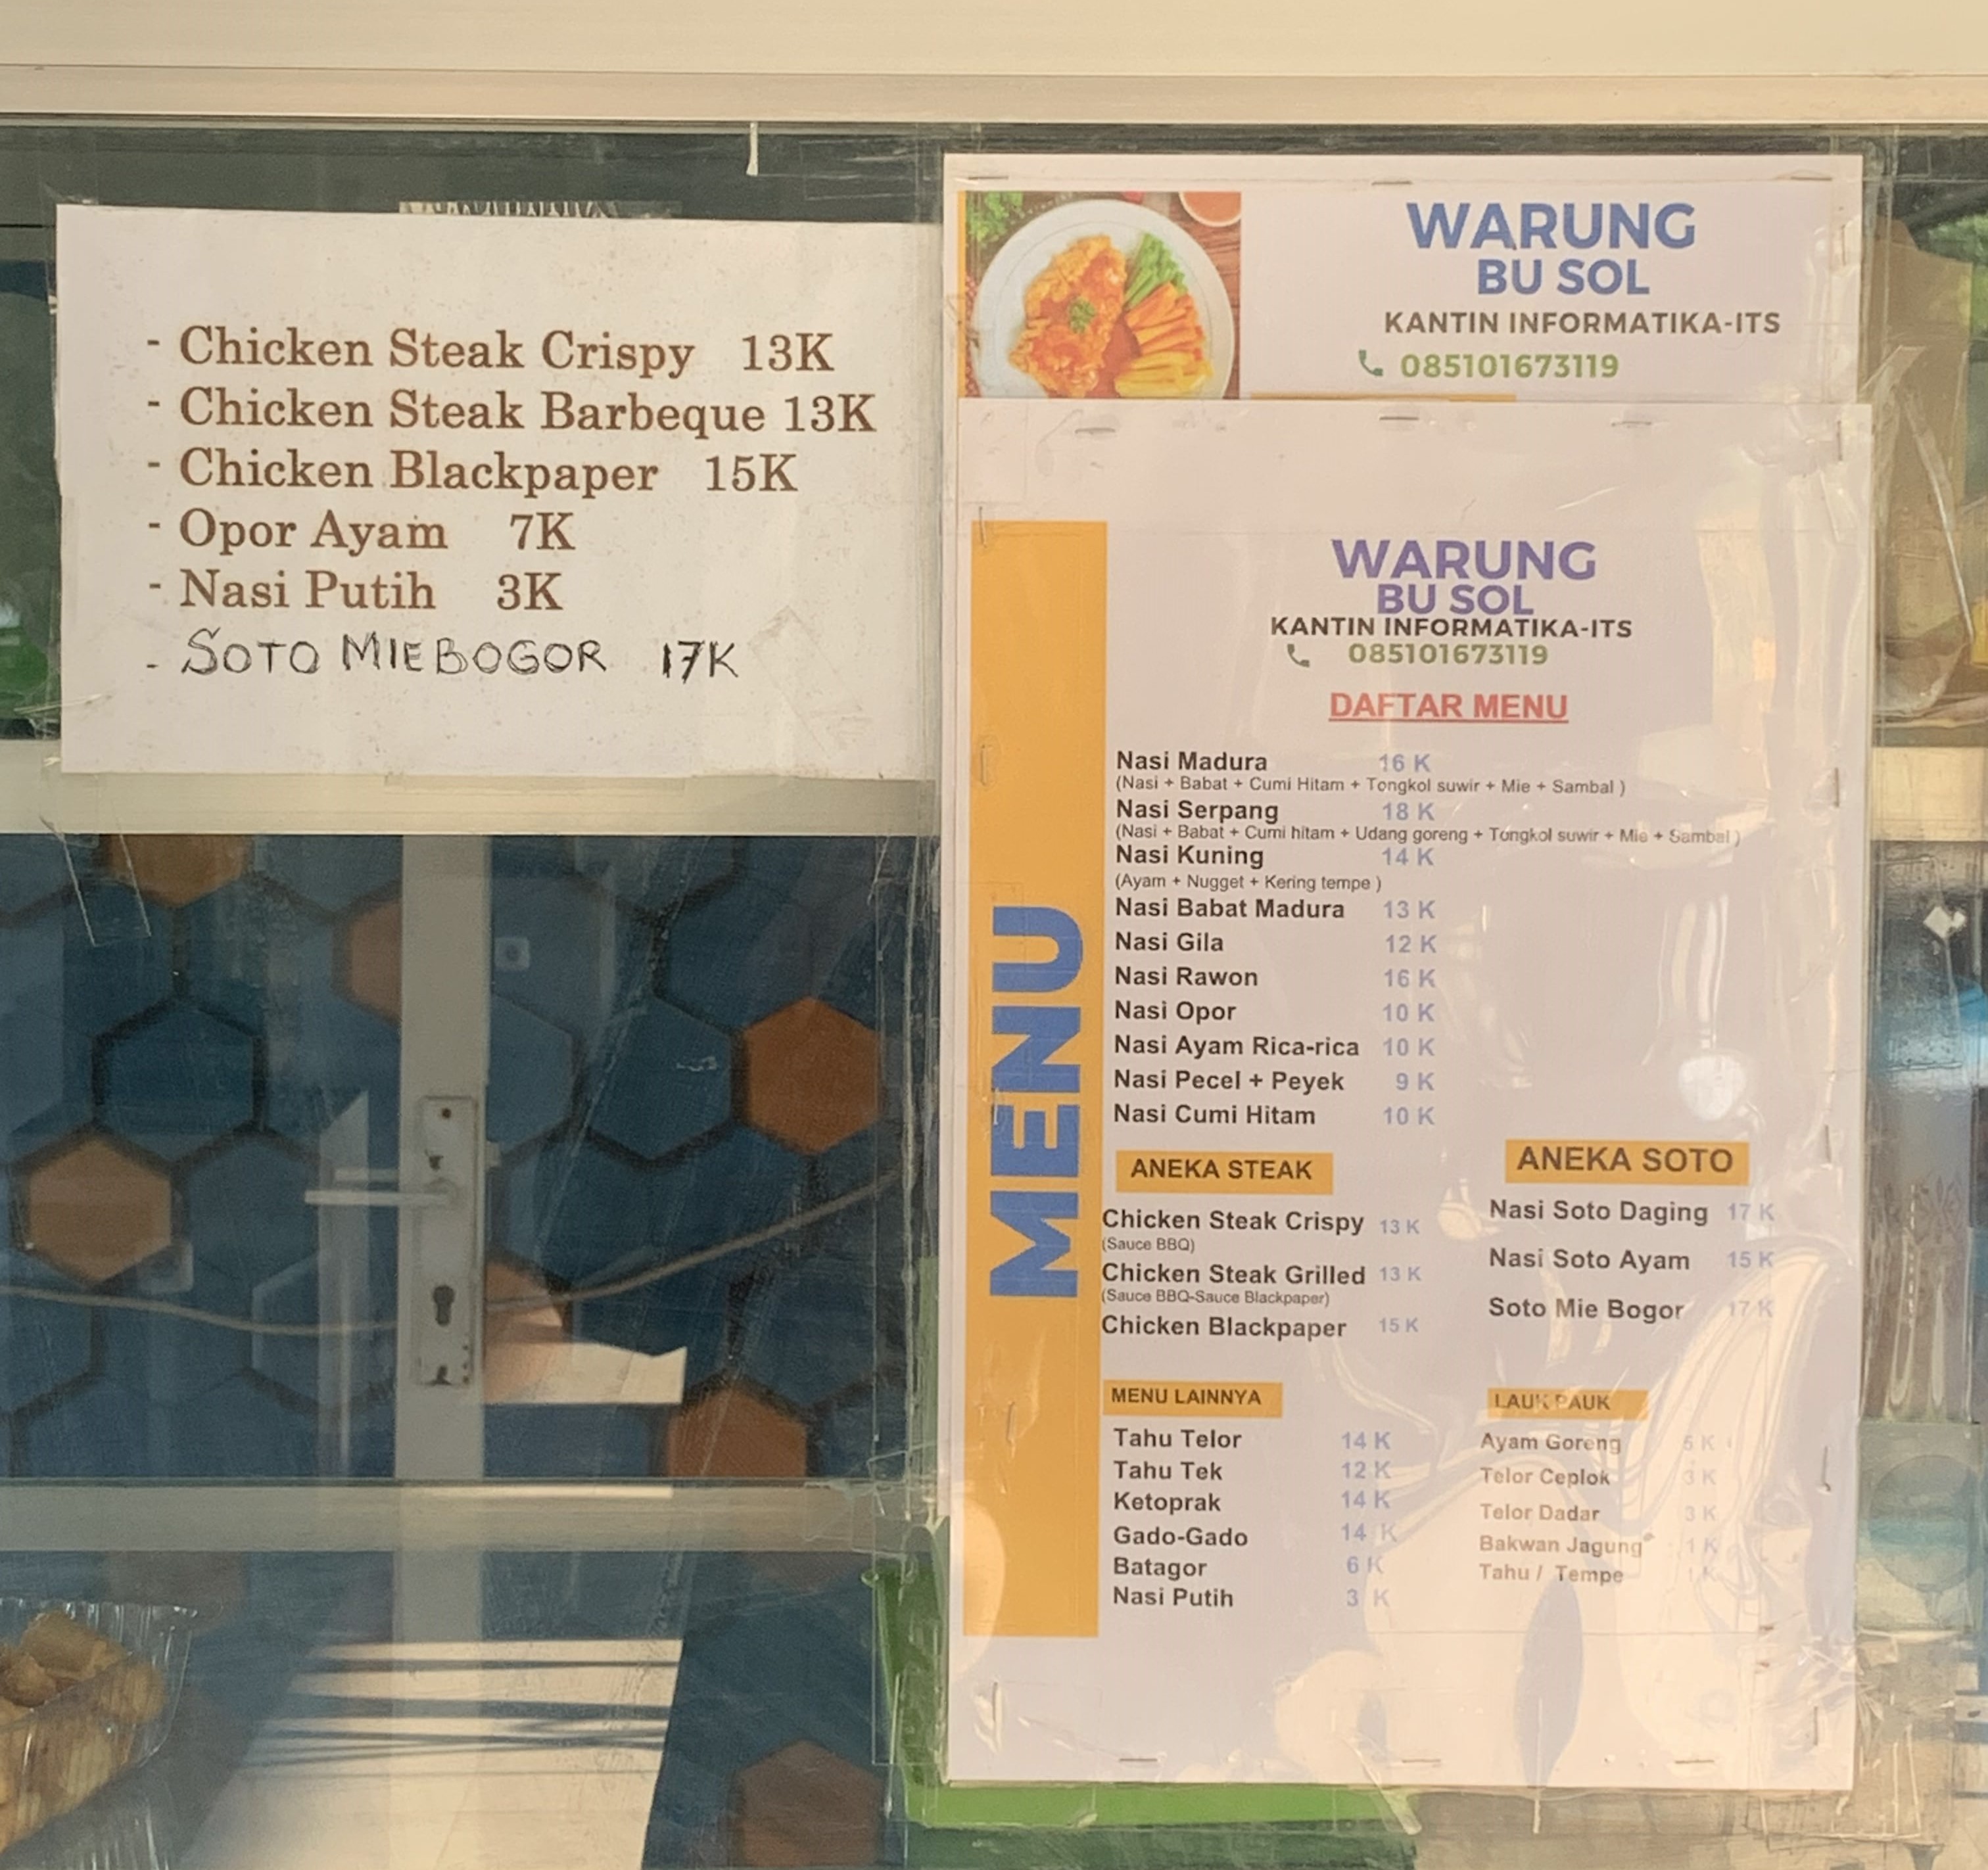 - Chicken Steak Crispy 13K
- Chicken Steak Barbeque 13K
- Chicken Blackpaper 15K
- Opor Ayam 7K
- Nasi Putih 3K
- SOTO MIE BOGOR 17K
WARUNG
BU SOL
KANTIN INFORMATIKA-ITS
085101673119
WARUNG
BU SOL
KANTIN INFORMATIKA-ITS
085101673119
DAFTAR MENU
MENU
Nasi Madura 16 K
(Nasi + Babat + Cumi Hitam + Tongkol suwir + Mie + Sambal )
Nasi Serpang 18 K
(Nasi + Babat + Cumi hitam + Udang goreng + Tongkol suwir + Mie + Sambal )
Nasi Kuning 14 K
(Ayam + Nugget + Kering tempe )
Nasi Babat Madura 13 K
Nasi Gila 12 K
Nasi Rawon 16 K
Nasi Opor 10 K
Nasi Ayam Rica-rica 10 K
Nasi Pecel + Peyek 9 K
Nasi Cumi Hitam 10 K
ANEKA STEAK
Chicken Steak Crispy 13 K
(Sauce BBQ)
Chicken Steak Grilled 13 K
(Sauce BBQ-Sauce Blackpaper)
Chicken Blackpaper 15 K
ANEKA SOTO
Nasi Soto Daging 17 K
Nasi Soto Ayam 15 K
Soto Mie Bogor 17 K
MENU LAINNYA
Tahu Telor 14 K
Tahu Tek 12 K
Ketoprak 14 K
Gado-Gado 14 K
Batagor 6 K
Nasi Putih 3 K
LAUK PAUK
Ayam Goreng 5 K
Telor Ceplok 3 K
Telor Dadar 3 K
Bakwan Jagung 1 K
Tahu / Tempe 1 K